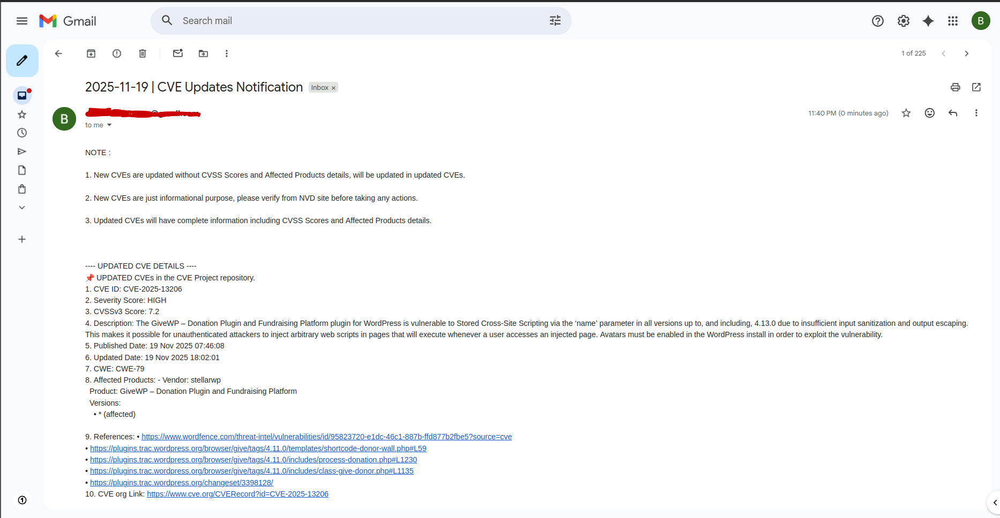 Gmail
Search mail
B
1 of 225
2025-11-19 | CVE Updates Notification
Inbox ×
B
11:40 PM (0 minutes ago)
to me
NOTE :
1. New CVEs are updated without CVSS Scores and Affected Products details, will be updated in updated CVEs.
2. New CVEs are just informational purpose, please verify from NVD site before taking any actions.
3. Updated CVEs will have complete information including CVSS Scores and Affected Products details.
---- UPDATED CVE DETAILS ----
📌 UPDATED CVEs in the CVE Project repository.
1. CVE ID: CVE-2025-13206
2. Severity Score: HIGH
3. CVSSv3 Score: 7.2
4. Description: The GiveWP – Donation Plugin and Fundraising Platform plugin for WordPress is vulnerable to Stored Cross-Site Scripting via the ‘name’ parameter in all versions up to, and including, 4.13.0 due to insufficient input sanitization and output escaping.
This makes it possible for unauthenticated attackers to inject arbitrary web scripts in pages that will execute whenever a user accesses an injected page. Avatars must be enabled in the WordPress install in order to exploit the vulnerability.
5. Published Date: 19 Nov 2025 07:46:08
6. Updated Date: 19 Nov 2025 18:02:01
7. CWE: CWE-79
8. Affected Products: - Vendor: stellarwp
Product: GiveWP – Donation Plugin and Fundraising Platform
Versions:
• * (affected)
9. References: • https://www.wordfence.com/threat-intel/vulnerabilities/id/95823720-e1dc-46c1-887b-ffd877b2fbe5?source=cve
• https://plugins.trac.wordpress.org/browser/give/tags/4.11.0/templates/shortcode-donor-wall.php#L59
• https://plugins.trac.wordpress.org/browser/give/tags/4.11.0/includes/process-donation.php#L1230
• https://plugins.trac.wordpress.org/browser/give/tags/4.11.0/includes/class-give-donor.php#L1135
• https://plugins.trac.wordpress.org/changeset/3398128/
10. CVE org Link: https://www.cve.org/CVERecord?id=CVE-2025-13206